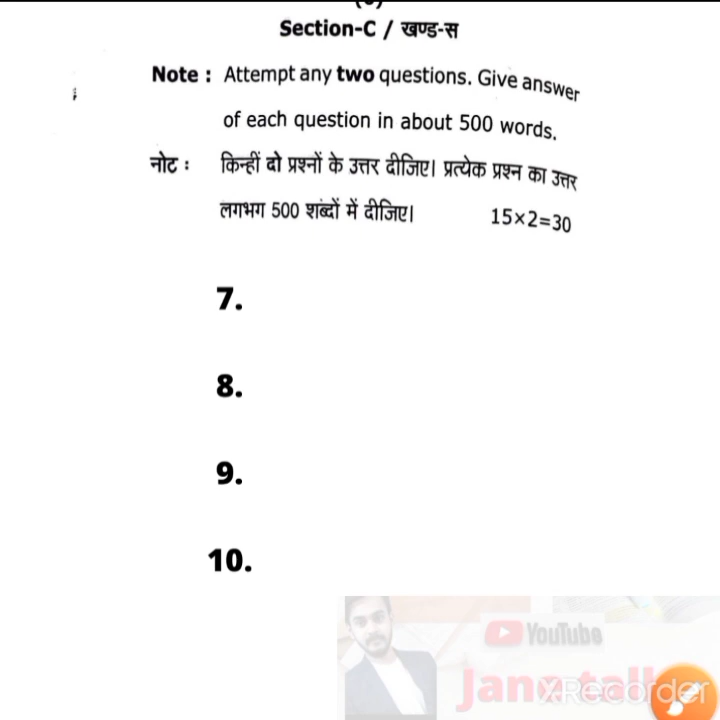 Section-C / खण्ड-स
Note : Attempt any two questions. Give answer
of each question in about 500 words.
नोट : किन्हीं दो प्रश्नों के उत्तर दीजिए। प्रत्येक प्रश्न का उत्तर
लगभग 500 शब्दों में दीजिए। 15×2=30
7.
8.
9.
10.
YouTube
Jana
XRecorder